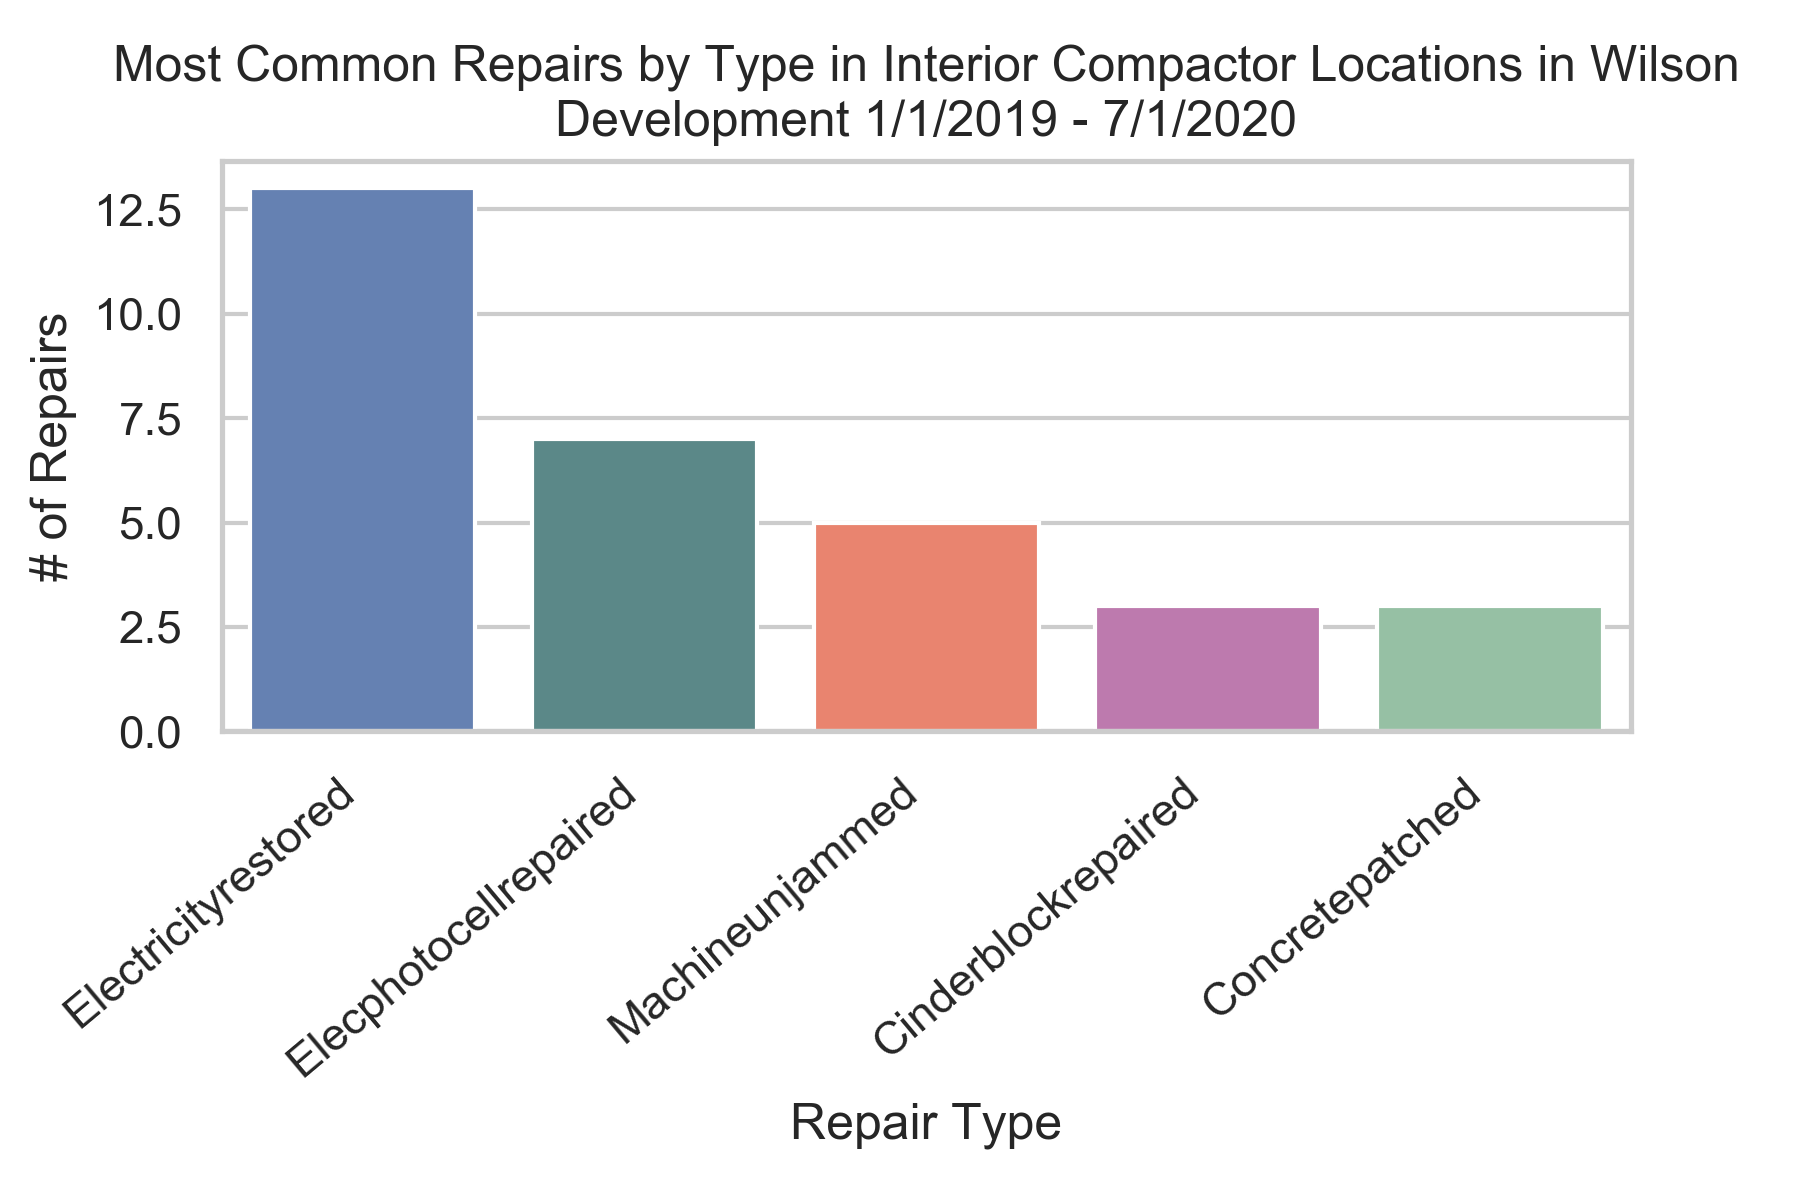 Most Common Repairs by Type in Interior Compactor Locations in Wilson
Development 1/1/2019 - 7/1/2020
# of Repairs
12.5
10.0
7.5
5.0
2.5
0.0
Electricityrestored
Elecphotocellrepaired
Machineunjammed
Cinderblockrepaired
Concretepatched
Repair Type